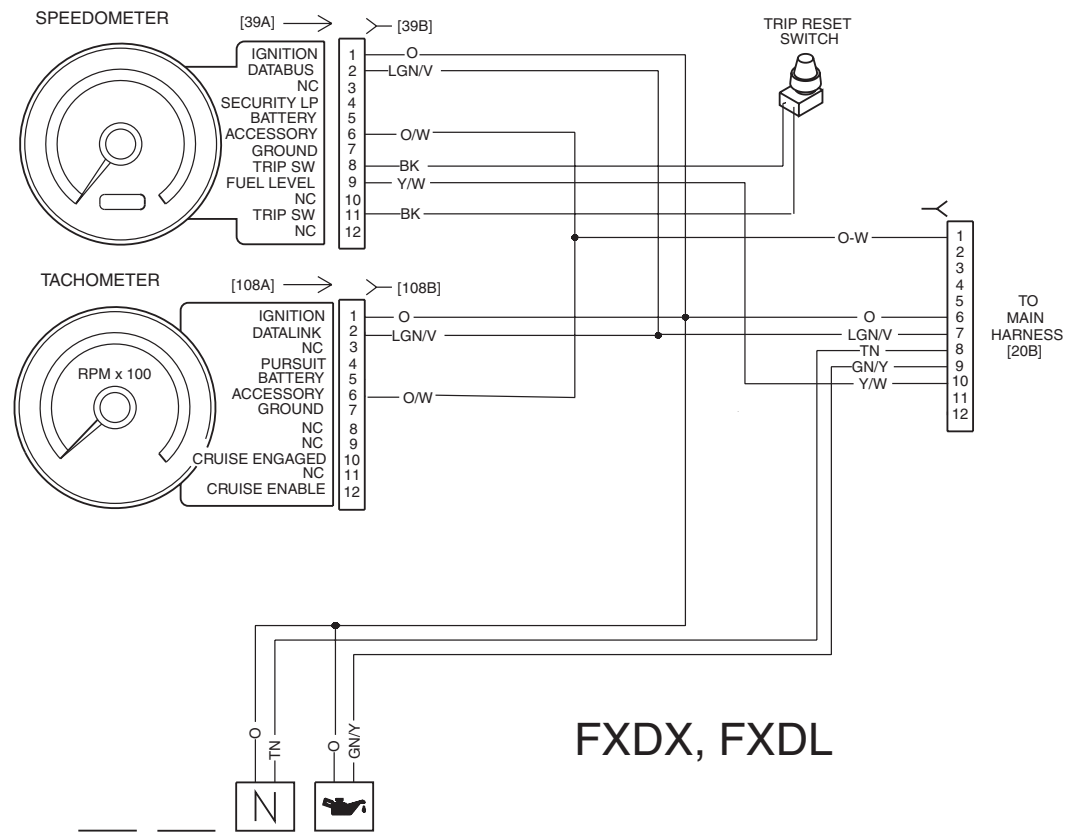 SPEEDOMETER
[39A]
[39B]
IGNITION 1 O
DATABUS 2 LGN/V
NC 3
SECURITY LP 4
BATTERY 5
ACCESSORY 6 O/W
GROUND 7
TRIP SW 8 BK
FUEL LEVEL 9 Y/W
NC 10
TRIP SW 11 BK
NC 12
TRIP RESET
SWITCH
TACHOMETER
[108A]
[108B]
RPM x 100
IGNITION 1 O
DATALINK 2 LGN/V
NC 3
PURSUIT 4
BATTERY 5
ACCESSORY 6 O/W
GROUND 7
NC 8
NC 9
CRUISE ENGAGED 10
NC 11
CRUISE ENABLE 12
O-W 1
2
3
4
5
O 6
LGN/V 7
TN 8
GN/Y 9
Y/W 10
11
12
TO
MAIN
HARNESS
[20B]
O
TN
O
GN/Y
N
FXDX, FXDL